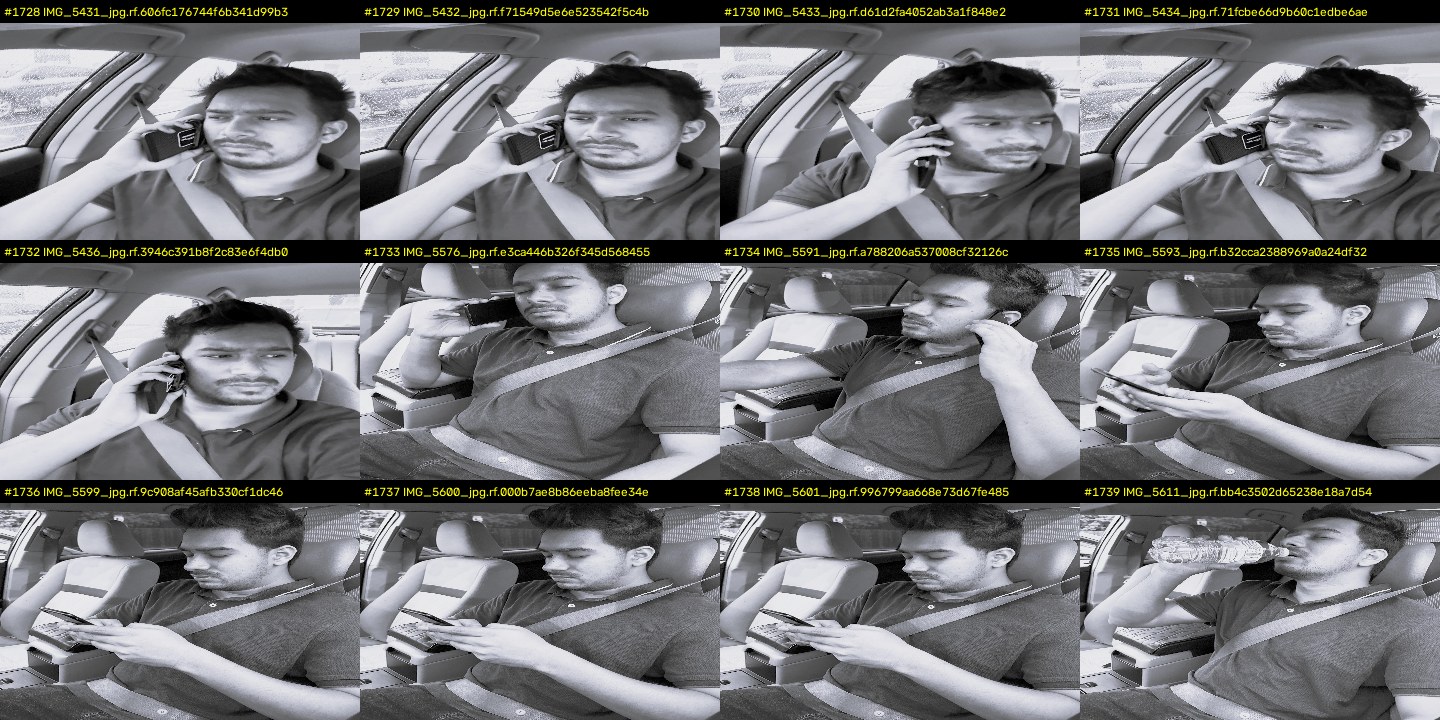 #1728 IMG_5431_jpg.rf.606fc176744f6b341d99b3
#1729 IMG_5432_jpg.rf.f71549d5e6e523542f5c4b
#1730 IMG_5433_jpg.rf.d61d2fa4052ab3a1f848e2
#1731 IMG_5434_jpg.rf.71fcbe66d9b60c1edbe6ae
#1732 IMG_5436_jpg.rf.3946c391b8f2c83e6f4db0
#1733 IMG_5576_jpg.rf.e3ca446b326f345d568455
#1734 IMG_5591_jpg.rf.a788206a537008cf32126c
#1735 IMG_5593_jpg.rf.b32cca2388969a0a24df32
#1736 IMG_5599_jpg.rf.9c908af45afb330cf1dc46
#1737 IMG_5600_jpg.rf.000b7ae8b86eeba8fee34e
#1738 IMG_5601_jpg.rf.996799aa668e73d67fe485
#1739 IMG_5611_jpg.rf.bb4c3502d65238e18a7d54